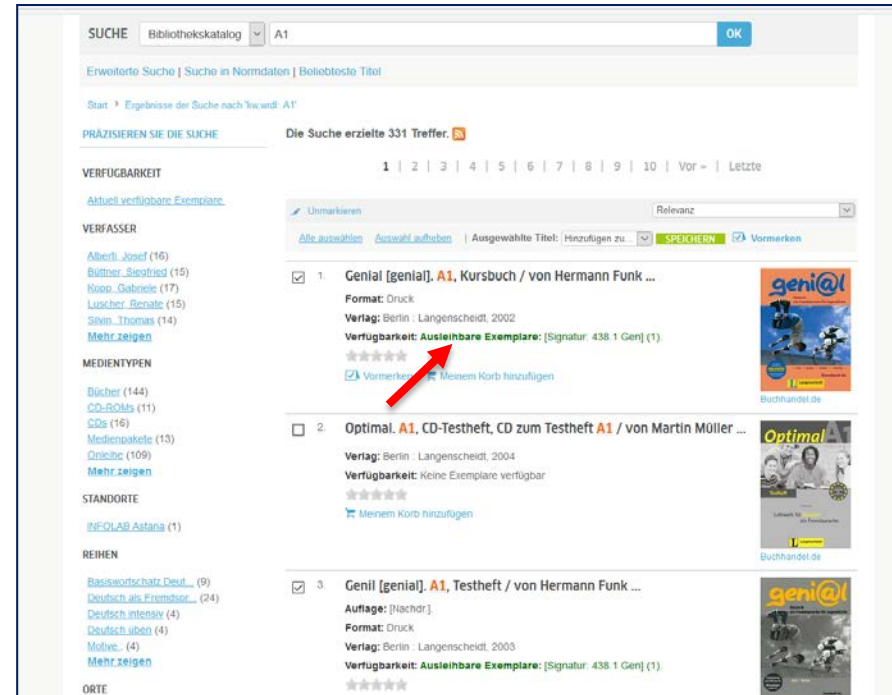 SUCHE Bibliothekskatalog A1 OK
Erweiterte Suche | Suche in Normdaten | Beliebteste Titel
Start › Ergebnisse der Suche nach 'kw,wrdl: A1'
PRÄZISIEREN SIE DIE SUCHE
VERFÜGBARKEIT
Aktuell verfügbare Exemplare
VERFASSER
Alberti, Josef (16)
Büttner, Siegfried (15)
Kopp, Gabriele (17)
Luscher, Renate (15)
Silvin, Thomas (14)
Mehr zeigen
MEDIENTYPEN
Bücher (144)
CD-ROMs (11)
CDs (16)
Medienpakete (13)
Onleihe (109)
Mehr zeigen
STANDORTE
INFOLAB Astana (1)
REIHEN
Basiswortschatz Deut... (9)
Deutsch als Fremdspr... (24)
Deutsch intensiv (4)
Deutsch üben (4)
Motive.. (4)
Mehr zeigen
ORTE
Die Suche erzielte 331 Treffer.
1 | 2 | 3 | 4 | 5 | 6 | 7 | 8 | 9 | 10 | Vor » | Letzte
Unmarkieren Relevanz
Alle auswählen Auswahl aufheben | Ausgewählte Titel: Hinzufügen zu... SPEICHERN Vormerken
1. Genial [genial]. A1, Kursbuch / von Hermann Funk ...
Format: Druck
Verlag: Berlin : Langenscheidt, 2002
Verfügbarkeit: Ausleihbare Exemplare: [Signatur: 438.1 Gen] (1).
Vormerken Meinem Korb hinzufügen
geni@l
Langenscheidt
Buchhandel.de
2. Optimal. A1, CD-Testheft, CD zum Testheft A1 / von Martin Müller ...
Verlag: Berlin : Langenscheidt, 2004
Verfügbarkeit: Keine Exemplare verfügbar
Meinem Korb hinzufügen
Optimal A1
Testheft
Lehrwerk für Deutsch
als Fremdsprache
Langenscheidt
Buchhandel.de
3. Genil [genial]. A1, Testheft / von Hermann Funk ...
Auflage: [Nachdr.].
Format: Druck
Verlag: Berlin : Langenscheidt, 2003
Verfügbarkeit: Ausleihbare Exemplare: [Signatur: 438.1 Gen] (1).
geni@l